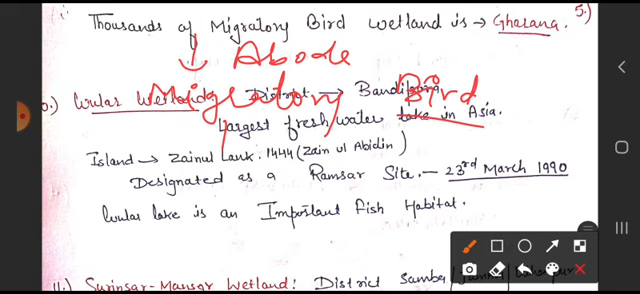 5.)
Thousands of Migratory Bird Wetland is → Gharana.
↓ Abode
Migratory Bird
10.) Wular Wetland: District → Bandipora
Largest fresh water lake in Asia.
Island → Zainul Lank. 1444 (Zain ul Abidin)
Designated as a Ramsar Site. – 23rd March 1990
Wular lake is an Important fish Habitat.
11.) Surinsar-Mansar Wetland: District Samba/